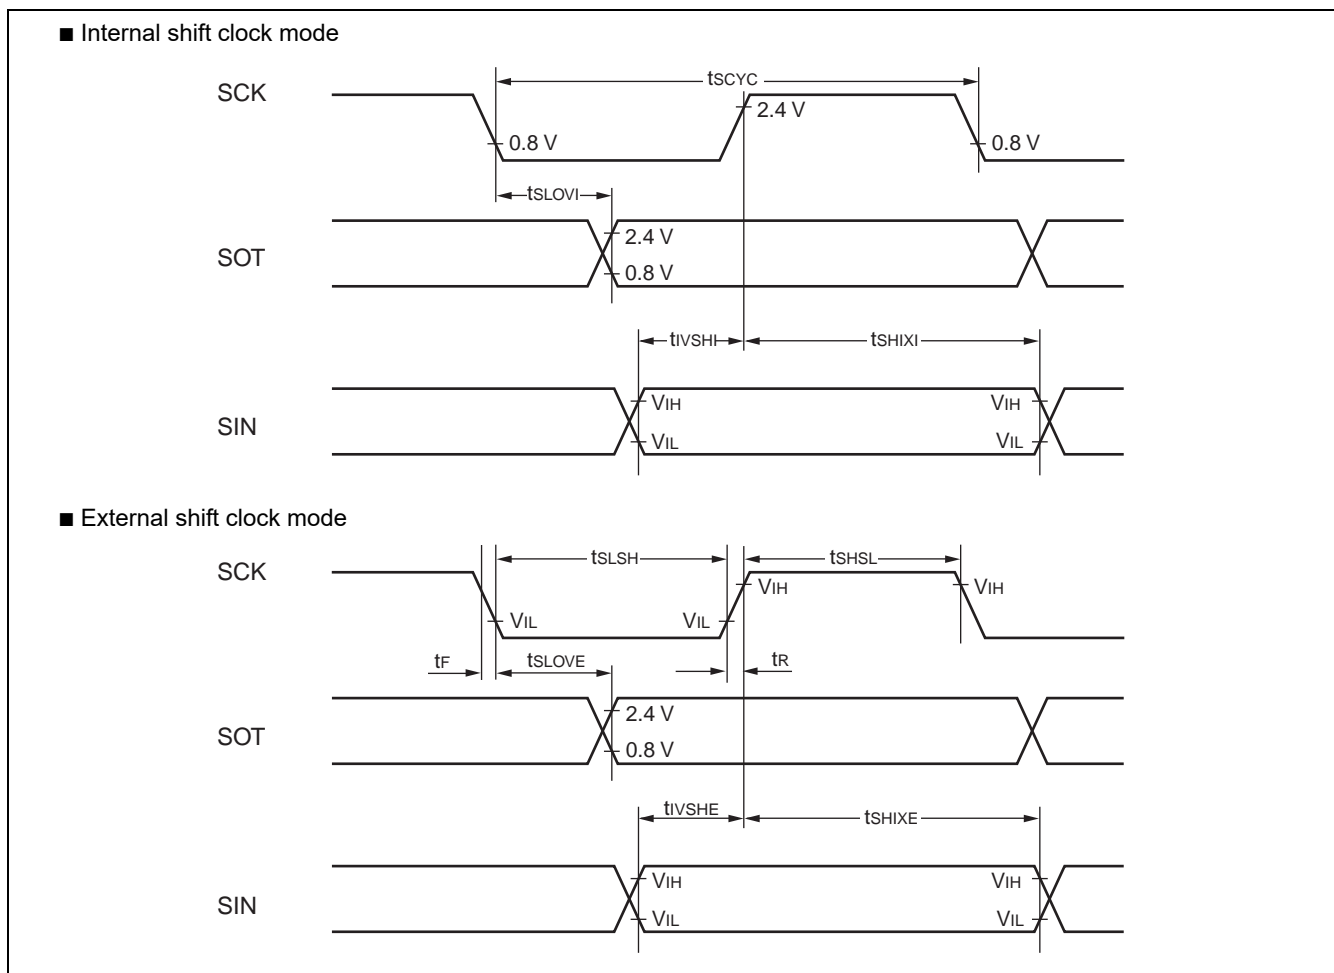 ■ Internal shift clock mode
tSCYC
SCK
2.4 V
0.8 V
0.8 V
tSLOVI
2.4 V
SOT
0.8 V
tIVSHI
tSHIXI
VIH
VIH
SIN
VIL
VIL
■ External shift clock mode
tSLSH
tSHSL
SCK
VIH
VIH
VIL
VIL
tF
tSLOVE
tR
2.4 V
SOT
0.8 V
tIVSHE
tSHIXE
VIH
VIH
SIN
VIL
VIL